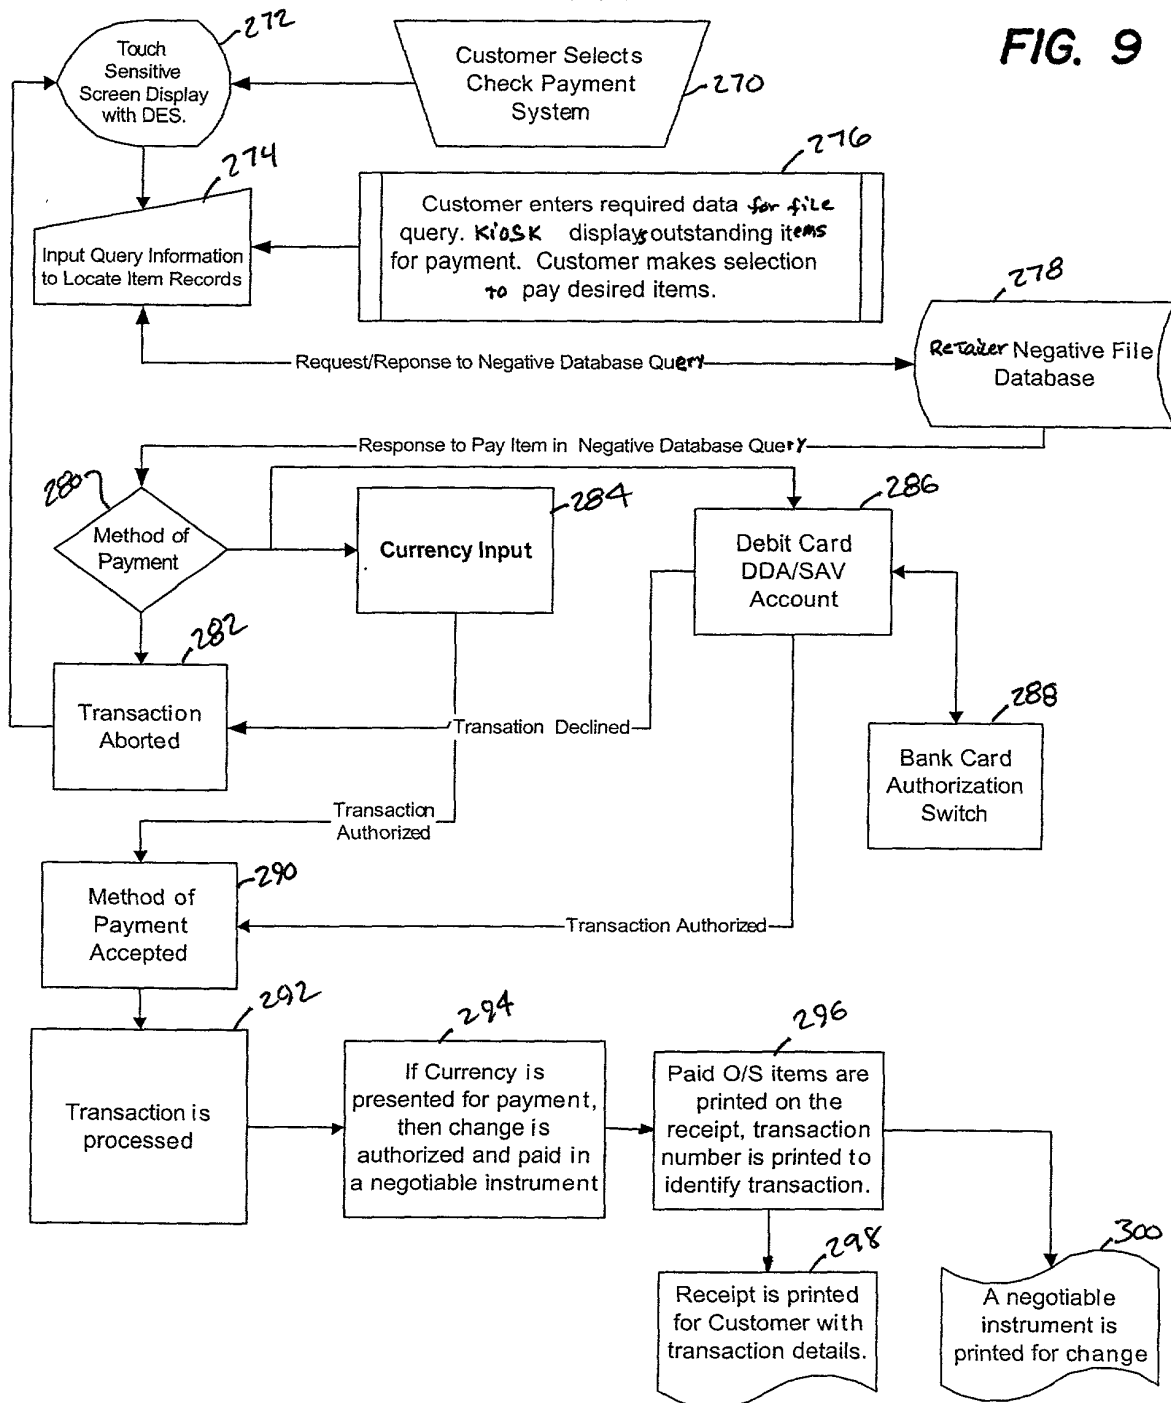 FIG. 9
272
Touch
Sensitive
Screen Display
with DES.
Customer Selects
Check Payment
System
270
274
Input Query Information
to Locate Item Records
276
Customer enters required data for file
query. KIOSK displays outstanding items
for payment. Customer makes selection
to pay desired items.
278
Retailer Negative File
Database
Request/Reponse to Negative Database Query
Response to Pay Item in Negative Database Query
280
Method of
Payment
284
Currency Input
286
Debit Card
DDA/SAV
Account
282
Transaction
Aborted
Transation Declined
288
Bank Card
Authorization
Switch
Transaction
Authorized
290
Method of
Payment
Accepted
Transaction Authorized
292
Transaction is
processed
294
If Currency is
presented for payment,
then change is
authorized and paid in
a negotiable instrument
296
Paid O/S items are
printed on the
receipt, transaction
number is printed to
identify transaction.
298
Receipt is printed
for Customer with
transaction details.
300
A negotiable
instrument is
printed for change